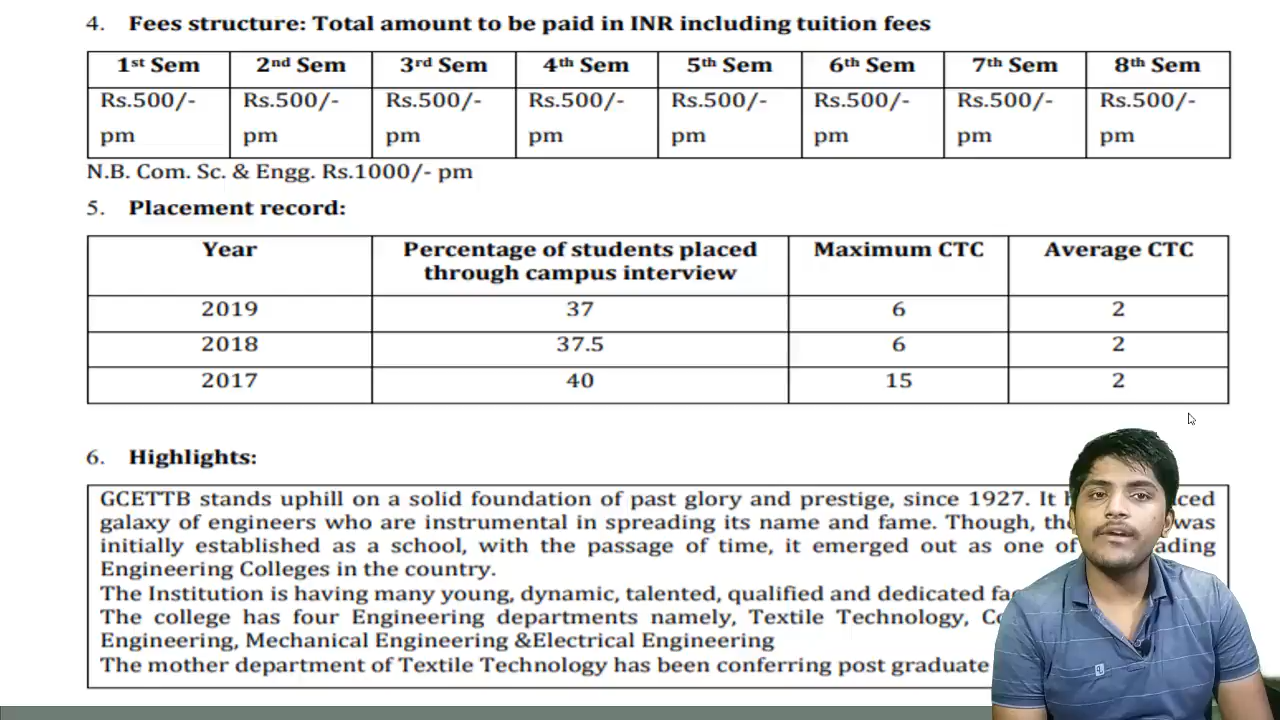 4. Fees structure: Total amount to be paid in INR including tuition fees
1st Sem 2nd Sem 3rd Sem 4th Sem 5th Sem 6th Sem 7th Sem 8th Sem
Rs.500/- Rs.500/- Rs.500/- Rs.500/- Rs.500/- Rs.500/- Rs.500/- Rs.500/-
pm pm pm pm pm pm pm pm
N.B. Com. Sc. & Engg. Rs.1000/- pm
5. Placement record:
Year Percentage of students placed Maximum CTC Average CTC
through campus interview
2019 37 6 2
2018 37.5 6 2
2017 40 15 2
6. Highlights:
GCETTB stands uphill on a solid foundation of past glory and prestige, since 1927. It
galaxy of engineers who are instrumental in spreading its name and fame. Though, was
initially established as a school, with the passage of time, it emerged out as one of
Engineering Colleges in the country.
The Institution is having many young, dynamic, talented, qualified and dedicated
The college has four Engineering departments namely, Textile Technology,
Engineering, Mechanical Engineering &Electrical Engineering
The mother department of Textile Technology has been conferring post graduate